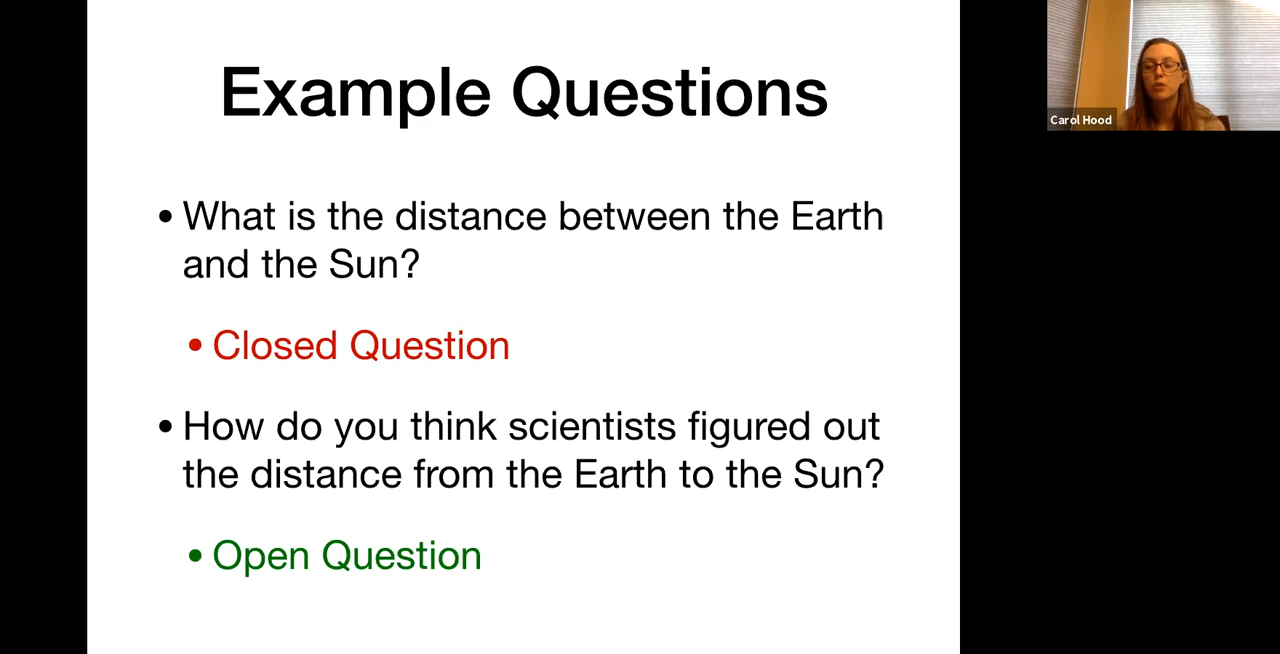 Example Questions
• What is the distance between the Earth
and the Sun?
• Closed Question
• How do you think scientists figured out
the distance from the Earth to the Sun?
• Open Question
Carol Hood